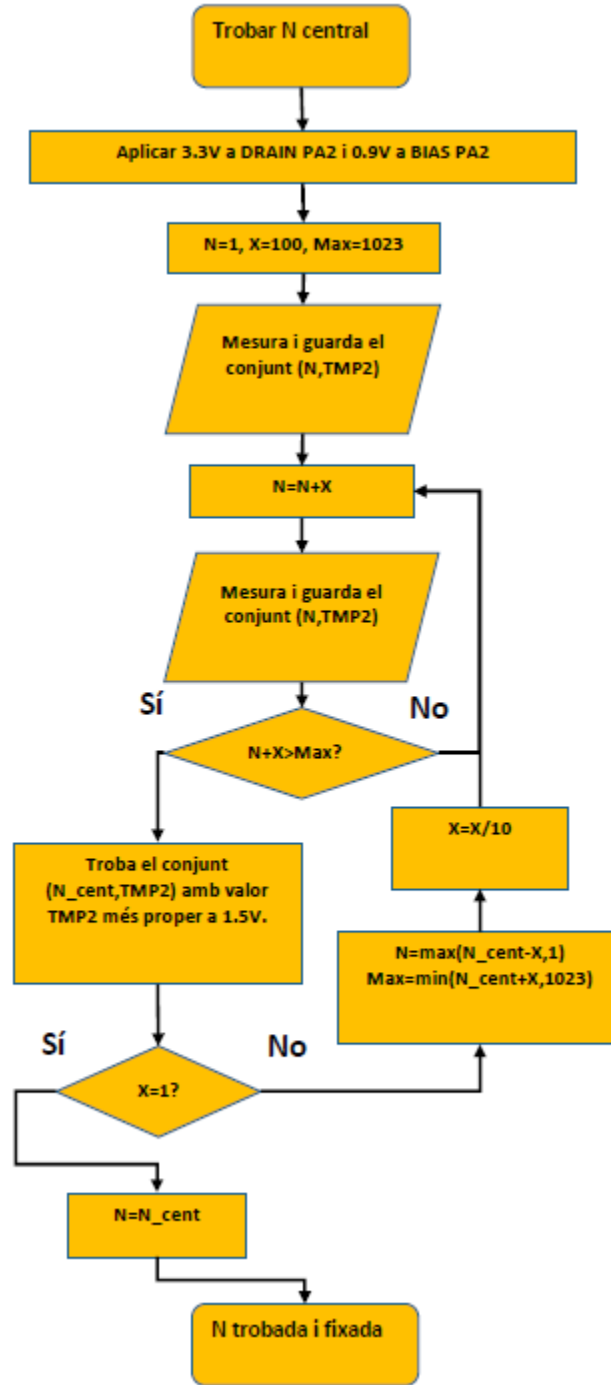 Trobar N central
Aplicar 3.3V a DRAIN PA2 i 0.9V a BIAS PA2
N=1, X=100, Max=1023
Mesura i guarda el
conjunt (N,TMP2)
N=N+X
Mesura i guarda el
conjunt (N,TMP2)
Sí
No
N+X>Max?
X=X/10
Troba el conjunt
(N_cent,TMP2) amb valor
TMP2 més proper a 1.5V.
N=max(N_cent-X,1)
Max=min(N_cent+X,1023)
Sí
No
X=1?
N=N_cent
N trobada i fixada